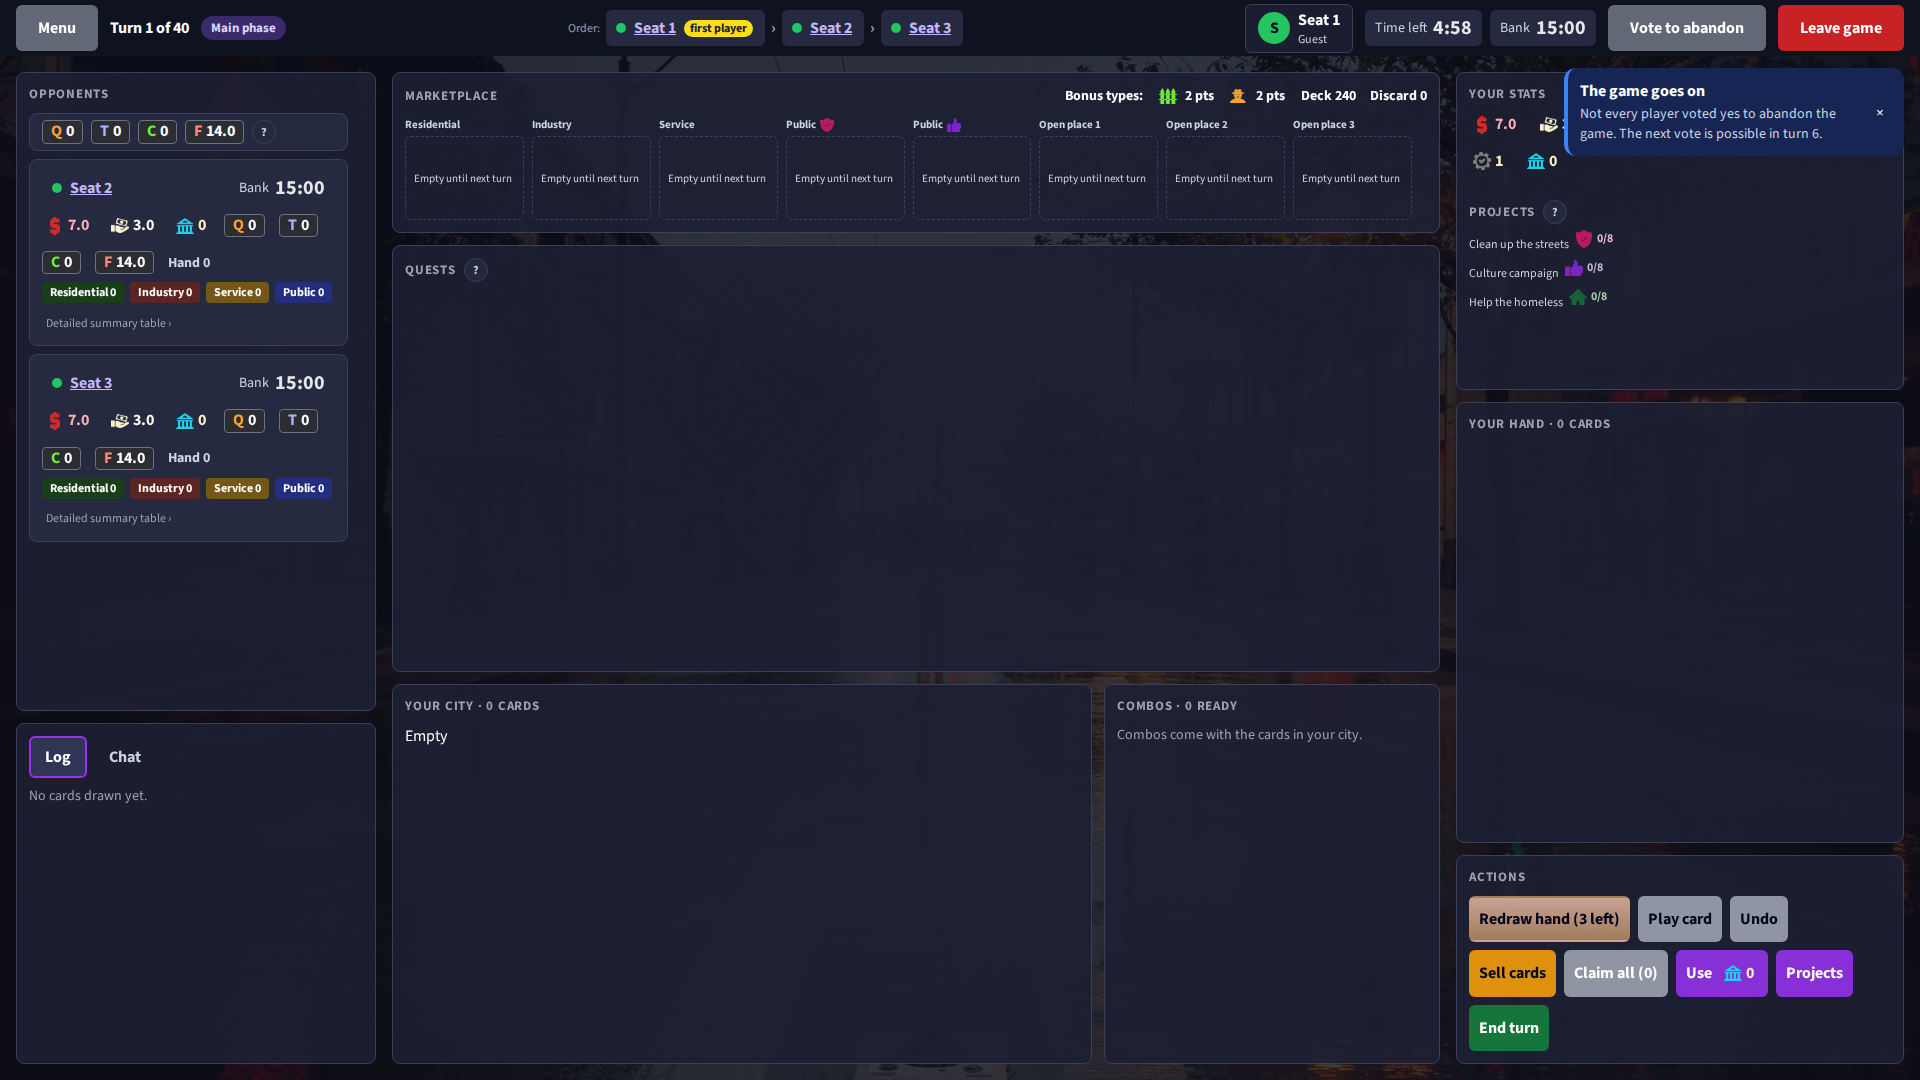 Menu
Turn 1 of 40
Main phase
Order:
Seat 1 first player
›
Seat 2
›
Seat 3
S
Seat 1
Guest
Time left 4:58
Bank 15:00
Vote to abandon
Leave game
OPPONENTS
Q 0
T 0
C 0
F 14.0
?
Seat 2
Bank 15:00
$ 7.0
3.0
0
Q 0
T 0
C 0
F 14.0
Hand 0
Residential 0
Industry 0
Service 0
Public 0
Detailed summary table ›
Seat 3
Bank 15:00
$ 7.0
3.0
0
Q 0
T 0
C 0
F 14.0
Hand 0
Residential 0
Industry 0
Service 0
Public 0
Detailed summary table ›
Log
Chat
No cards drawn yet.
MARKETPLACE
Bonus types:
2 pts
2 pts
Deck 240
Discard 0
Residential
Industry
Service
Public
Public
Open place 1
Open place 2
Open place 3
Empty until next turn
Empty until next turn
Empty until next turn
Empty until next turn
Empty until next turn
Empty until next turn
Empty until next turn
Empty until next turn
QUESTS ?
YOUR CITY · 0 CARDS
Empty
COMBOS · 0 READY
Combos come with the cards in your city.
YOUR STATS
$ 7.0
1
0
The game goes on
Not every player voted yes to abandon the
game. The next vote is possible in turn 6.
×
PROJECTS ?
Clean up the streets 0/8
Culture campaign 0/8
Help the homeless 0/8
YOUR HAND · 0 CARDS
ACTIONS
Redraw hand (3 left)
Play card
Undo
Sell cards
Claim all (0)
Use 0
Projects
End turn